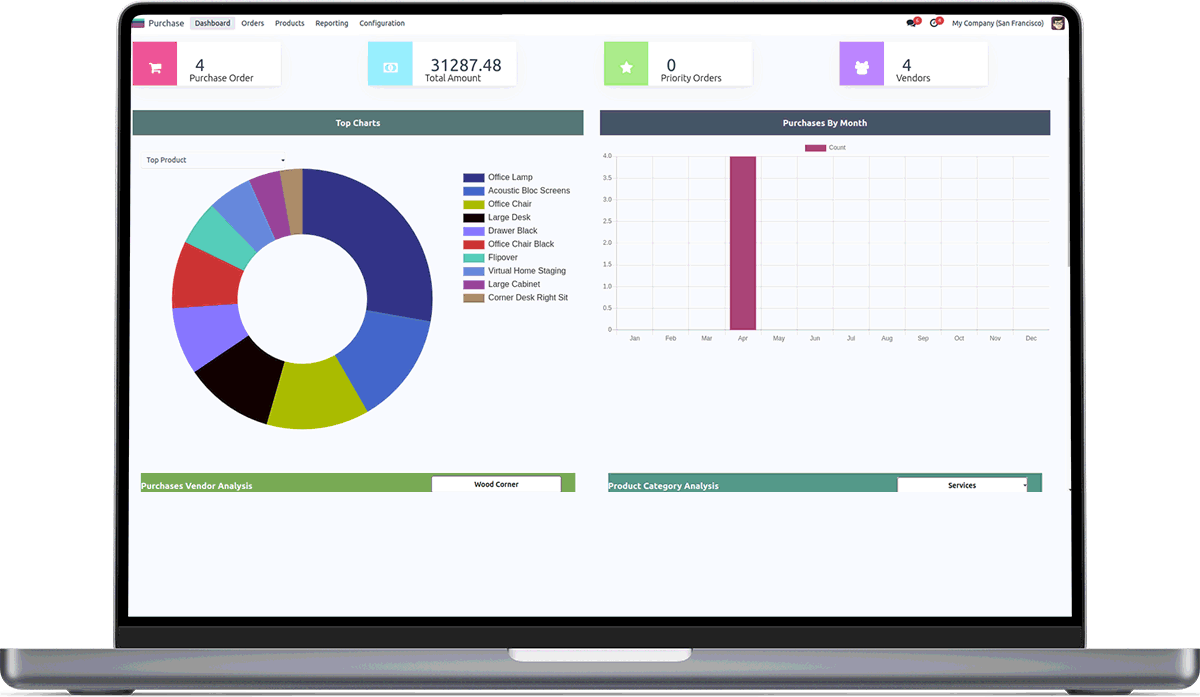 Purchase Dashboard Orders Products Reporting Configuration My Company (San Francisco)
4
Purchase Order
31287.48
Total Amount
0
Priority Orders
4
Vendors
Top Charts
Top Product
Office Lamp
Acoustic Bloc Screens
Office Chair
Large Desk
Drawer Black
Office Chair Black
Flipover
Virtual Home Staging
Large Cabinet
Corner Desk Right Sit
Purchases By Month
Count
4.0
3.5
3.0
2.5
2.0
1.5
1.0
0.5
0
Jan Feb Mar Apr May Jun Jul Aug Sep Oct Nov Dec
Purchases Vendor Analysis
Wood Corner
Product Category Analysis
Services